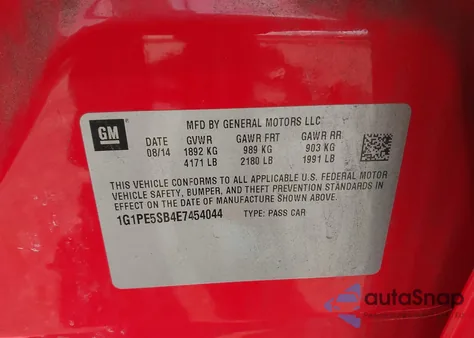 GM
MFD BY GENERAL MOTORS LLC
DATE GVWR GAWR FRT GAWR RR
08/14 1892 KG 989 KG 903 KG
4171 LB 2180 LB 1991 LB
THIS VEHICLE CONFORMS TO ALL APPLICABLE U.S. FEDERAL MOTOR
VEHICLE SAFETY, BUMPER, AND THEFT PREVENTION STANDARDS IN
EFFECT ON THE DATE OF MANUFACTURE SHOWN ABOVE.
1G1PE5SB4E7454044 TYPE: PASS CAR
autoSnap